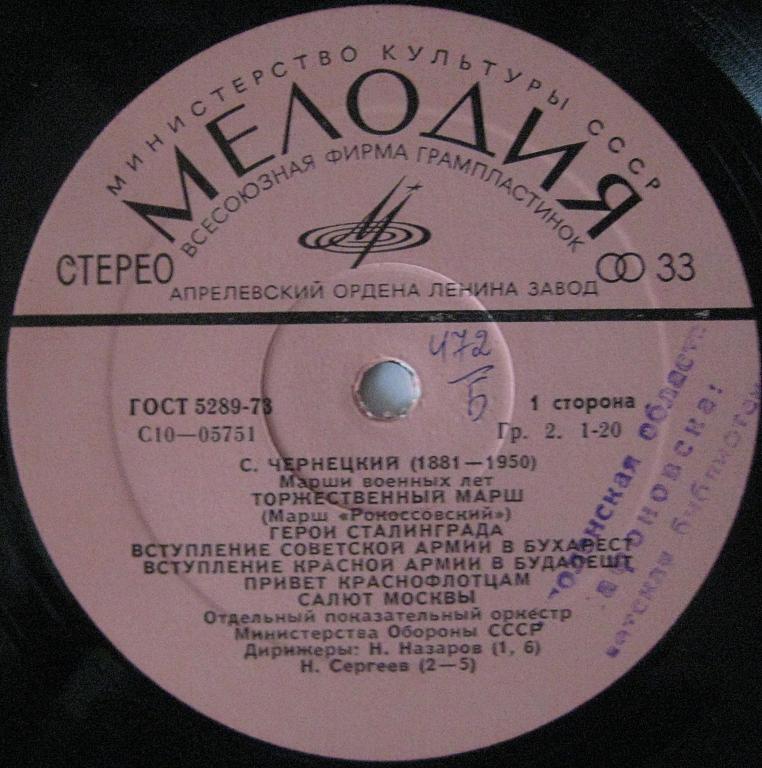 МИНИСТЕРСТВО КУЛЬТУРЫ СССР
МЕЛОДИЯ
ВСЕСОЮЗНАЯ ФИРМА ГРАМПЛАСТИНОК
СТЕРЕО
33
АПРЕЛЕВСКИЙ ОРДЕНА ЛЕНИНА ЗАВОД
472
Б
ГОСТ 5289-73
1 сторона
С10—05751
Гр. 2. 1-20
С. ЧЕРНЕЦКИЙ (1881—1950)
Марши военных лет
ТОРЖЕСТВЕННЫЙ МАРШ
(Марш «Рокоссовский»)
ГЕРОИ СТАЛИНГРАДА
ВСТУПЛЕНИЕ СОВЕТСКОЙ АРМИИ В БУХАРЕСТ
ВСТУПЛЕНИЕ КРАСНОЙ АРМИИ В БУДАПЕШТ
ПРИВЕТ КРАСНОФЛОТЦАМ
САЛЮТ МОСКВЫ
Отдельный показательный оркестр
Министерства Обороны СССР
Дирижеры: Н. Назаров (1, 6)
Н. Сергеев (2—5)